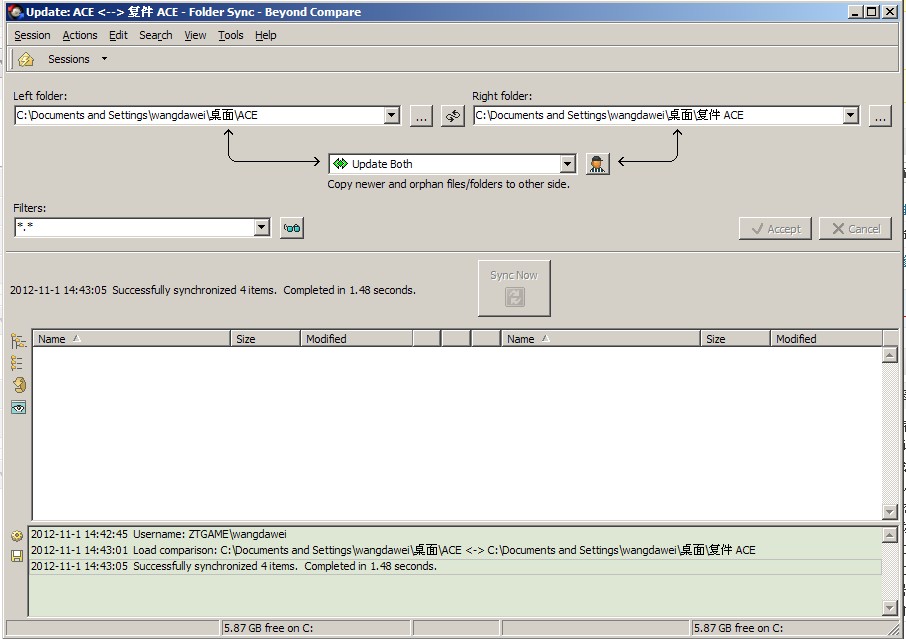 Update: ACE <--> 复件 ACE - Folder Sync - Beyond Compare
Session Actions Edit Search View Tools Help
Sessions
Left folder:
Right folder:
C:\Documents and Settings\wangdawei\桌面\ACE
...
C:\Documents and Settings\wangdawei\桌面\复件 ACE
...
Update Both
Copy newer and orphan files/folders to other side.
Filters:
*.*
Accept
Cancel
Sync Now
2012-11-1 14:43:05 Successfully synchronized 4 items. Completed in 1.48 seconds.
Name Size Modified Name Size Modified
2012-11-1 14:42:45 Username: ZTGAME\wangdawei
2012-11-1 14:43:01 Load comparison: C:\Documents and Settings\wangdawei\桌面\ACE <-> C:\Documents and Settings\wangdawei\桌面\复件 ACE
2012-11-1 14:43:05 Successfully synchronized 4 items. Completed in 1.48 seconds.
5.87 GB free on C: 5.87 GB free on C: